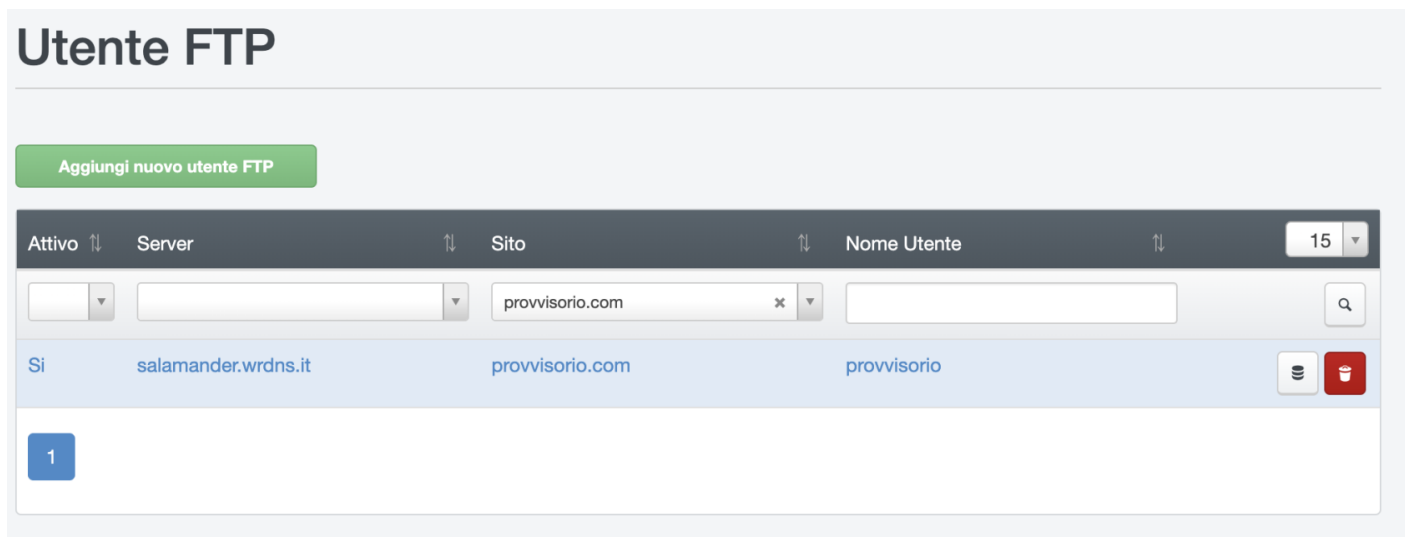 Utente FTP
Aggiungi nuovo utente FTP
Attivo Server Sito Nome Utente 15
provvisorio.com
Si salamander.wrdns.it provvisorio.com provvisorio
1